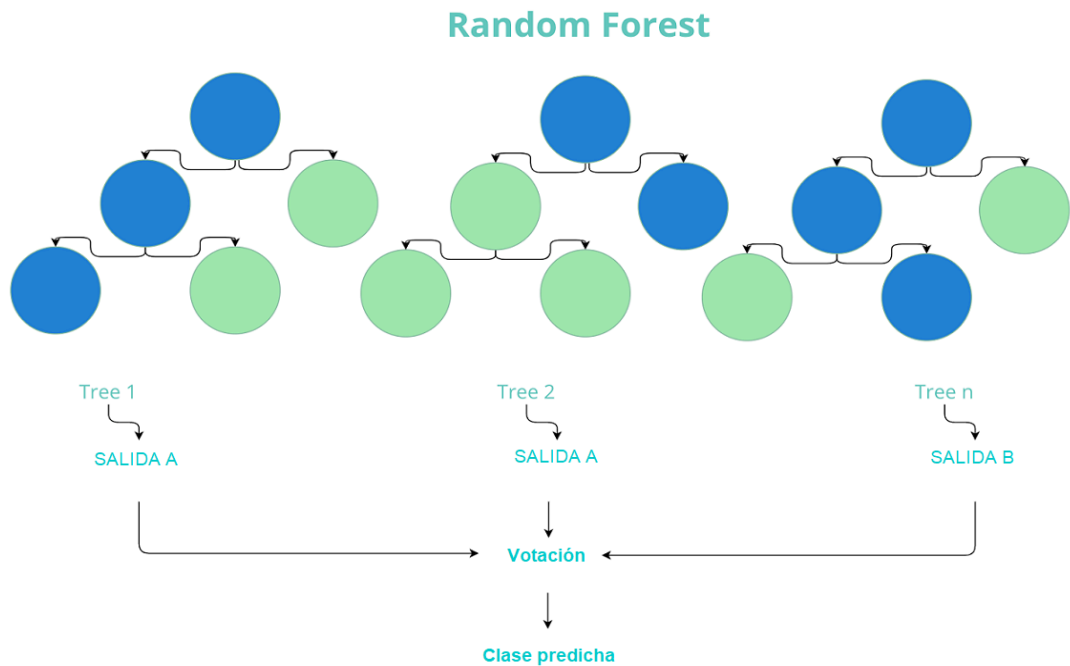 Random Forest
Tree 1
Tree 2
Tree n
SALIDA A
SALIDA A
SALIDA B
Votación
Clase predicha